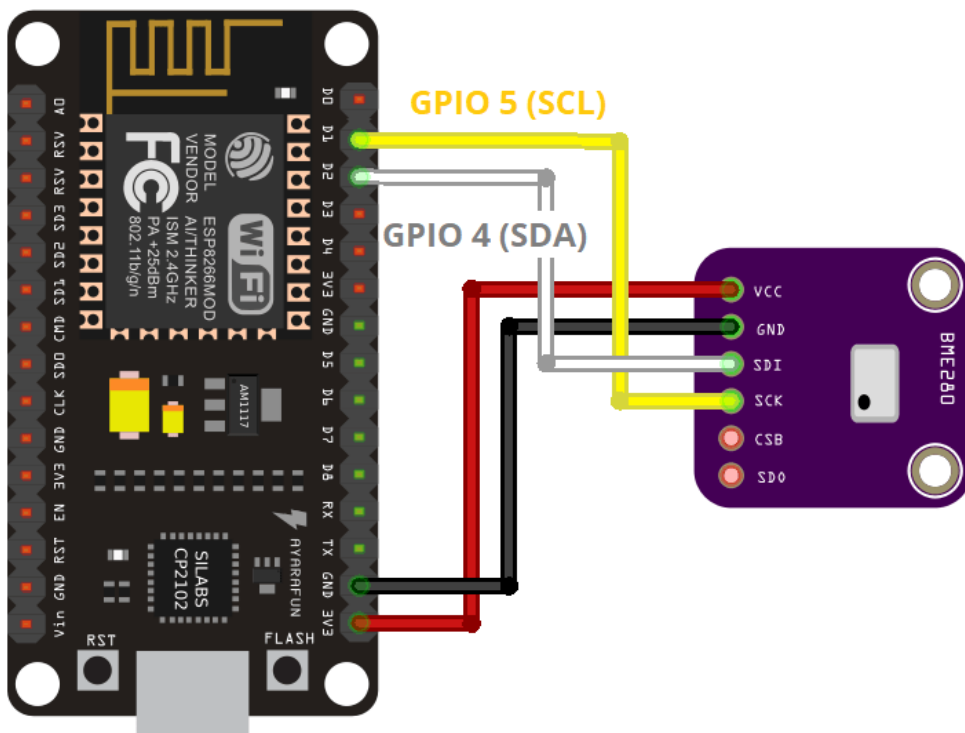 GPIO 5 (SCL)
GPIO 4 (SDA)
A0
RSV
RSV
SD3
SD2
SD1
CMD
SD0
CLK
GND
3V3
EN
RST
GND
Vin
MODEL
VENDOR
ESP8266MOD
AI/THINKER
ISM 2.4GHz
PA +25dBm
802.11b/g/n
FC
Wi Fi
D0
D1
D2
D3
D4
3V3
GND
D5
D6
D7
D8
RX
TX
GND
3V3
AM1117
SILABS
CP2102
AYARAFUN
RST
FLASH
VCC
GND
SDI
SCK
CSB
SDO
BME280